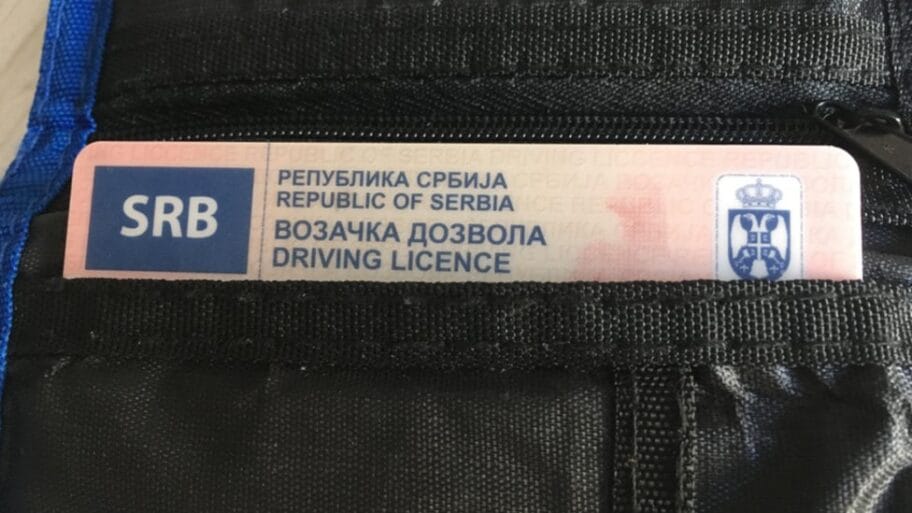 SRB
РЕПУБЛИКА СРБИЈА
REPUBLIC OF SERBIA
ВОЗАЧКА ДОЗВОЛА
DRIVING LICENCE